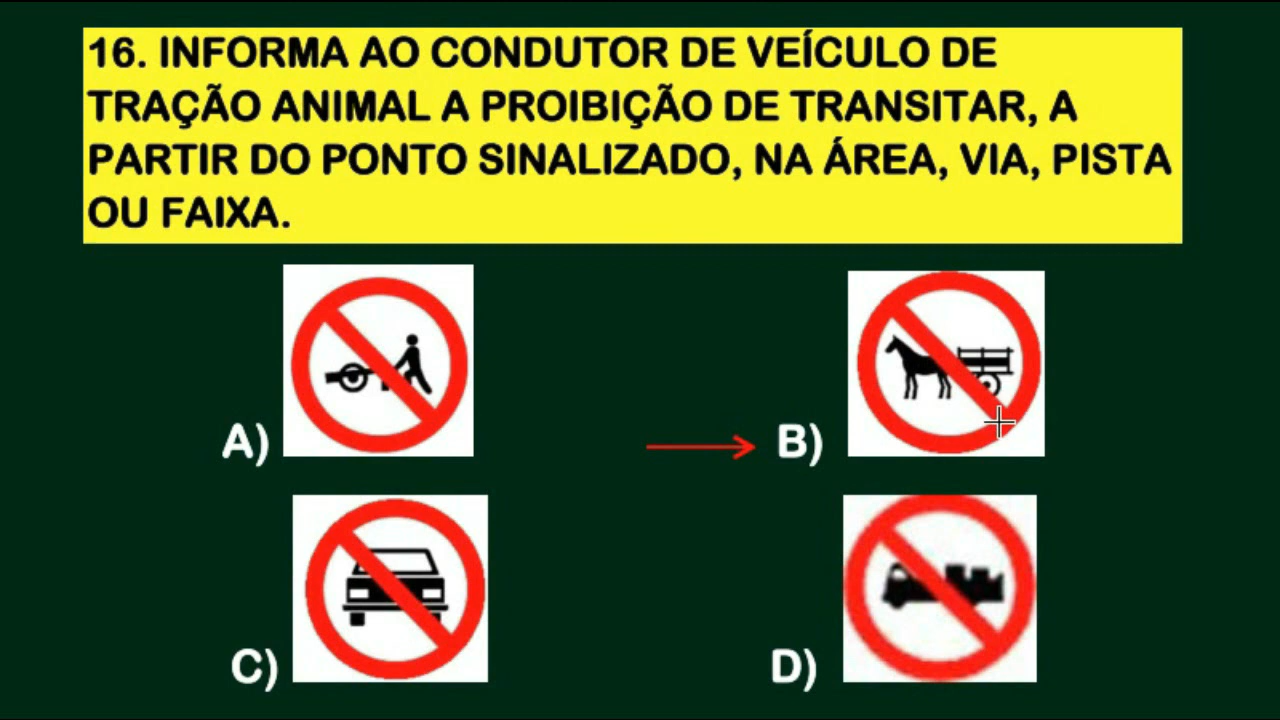 16. INFORMA AO CONDUTOR DE VEÍCULO DE
TRAÇÃO ANIMAL A PROIBIÇÃO DE TRANSITAR, A
PARTIR DO PONTO SINALIZADO, NA ÁREA, VIA, PISTA
OU FAIXA.
A)
B)
C)
D)